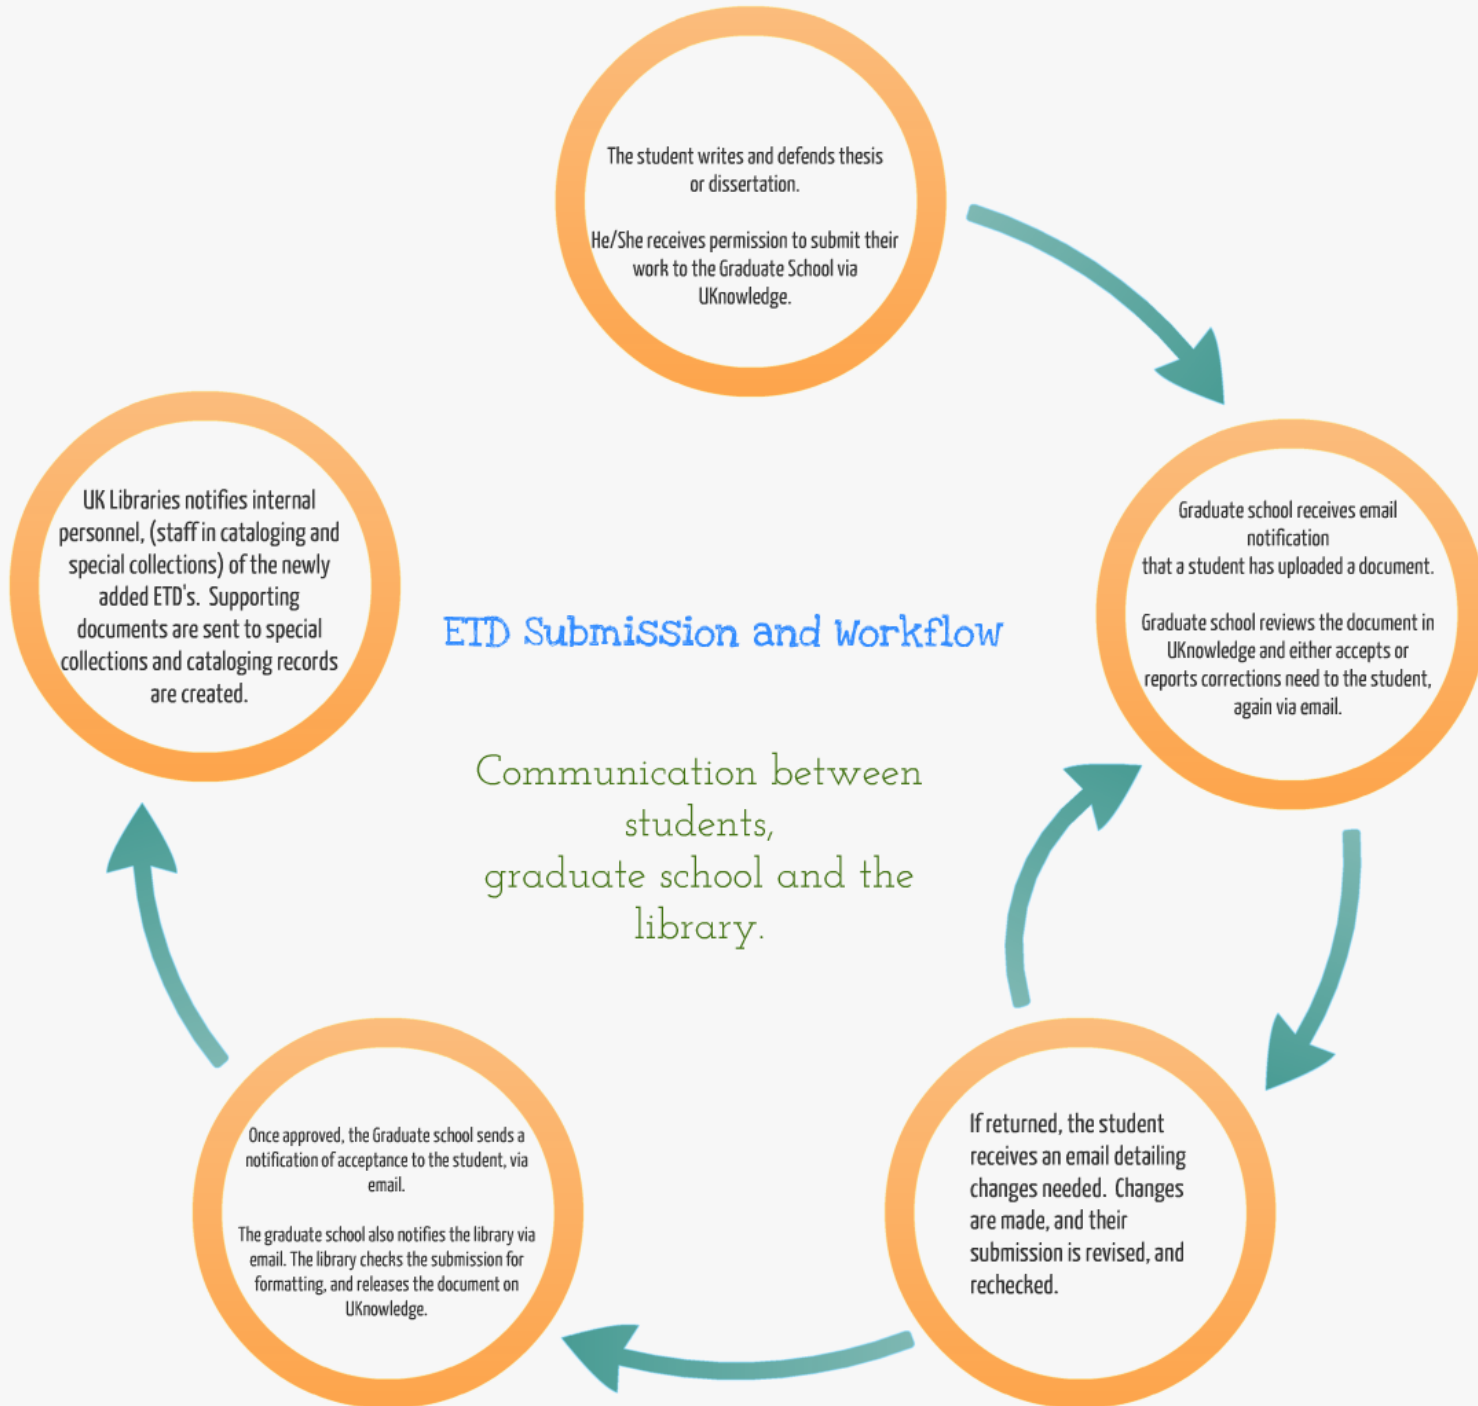 The student writes and defends thesis
or dissertation.
He/She receives permission to submit their
work to the Graduate School via
UKnowledge.
Graduate school receives email
notification
that a student has uploaded a document.
Graduate school reviews the document in
UKnowledge and either accepts or
reports corrections need to the student,
again via email.
If returned, the student
receives an email detailing
changes needed.  Changes
are made, and their
submission is revised, and
rechecked.
Once approved, the Graduate school sends a
notification of acceptance to the student, via
email.
The graduate school also notifies the library via
email. The library checks the submission for
formatting, and releases the document on
UKnowledge.
UK Libraries notifies internal
personnel, (staff in cataloging and
special collections) of the newly
added ETD's.  Supporting
documents are sent to special
collections and cataloging records
are created.
ETD Submission and Workflow
Communication between
students,
graduate school and the
library.